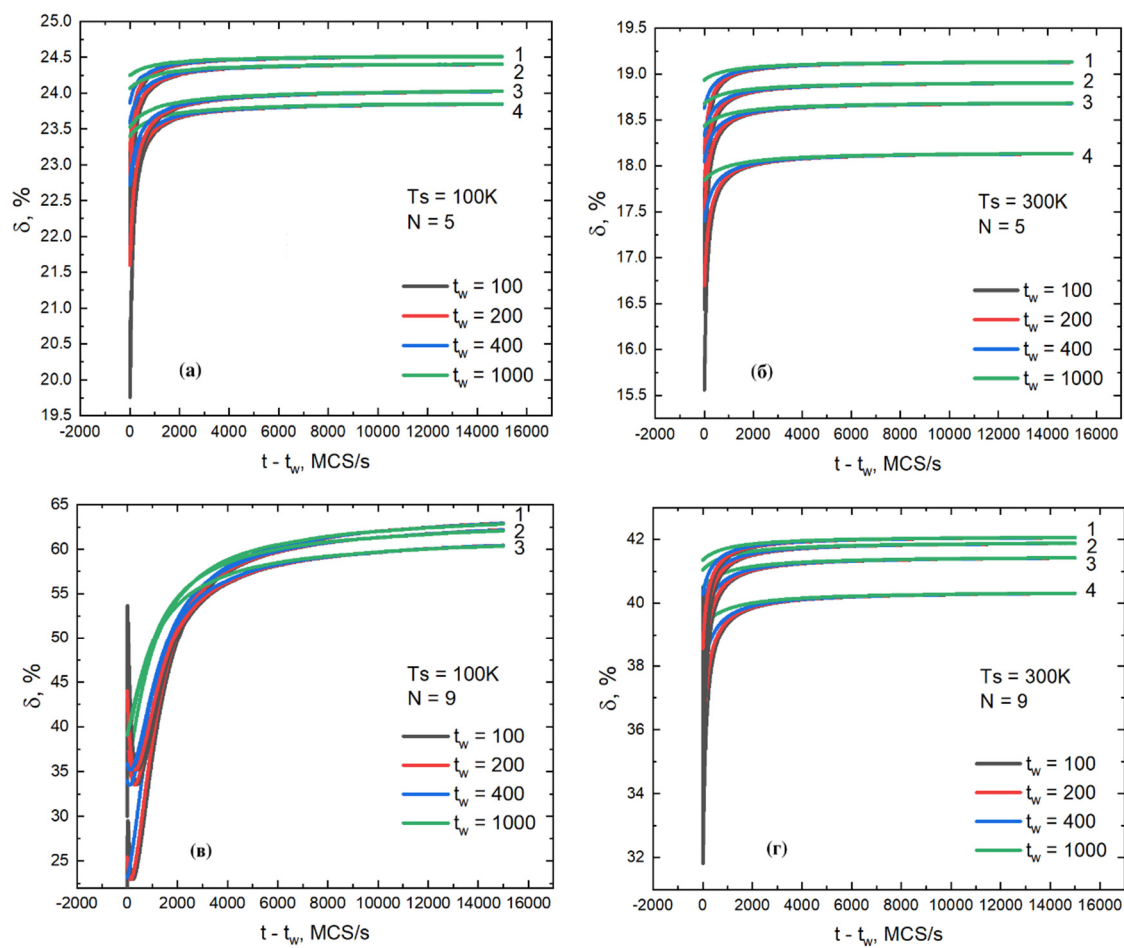 25.0
24.5
24.0
23.5
23.0
22.5
22.0
21.5
21.0
20.5
20.0
19.5
δ, %
1
2
3
4
Ts = 100K
N = 5
t_w = 100
t_w = 200
t_w = 400
t_w = 1000
(а)
-2000 0 2000 4000 6000 8000 10000 12000 14000 16000
t - t_w, MCS/s
19.5
19.0
18.5
18.0
17.5
17.0
16.5
16.0
15.5
δ, %
1
2
3
4
Ts = 300K
N = 5
t_w = 100
t_w = 200
t_w = 400
t_w = 1000
(б)
-2000 0 2000 4000 6000 8000 10000 12000 14000 16000
t - t_w, MCS/s
65
60
55
50
45
40
35
30
25
δ, %
1
2
3
Ts = 100K
N = 9
t_w = 100
t_w = 200
t_w = 400
t_w = 1000
(в)
-2000 0 2000 4000 6000 8000 10000 12000 14000 16000
t - t_w, MCS/s
42
40
38
36
34
32
δ, %
1
2
3
4
Ts = 300K
N = 9
t_w = 100
t_w = 200
t_w = 400
t_w = 1000
(г)
-2000 0 2000 4000 6000 8000 10000 12000 14000 16000
t - t_w, MCS/s